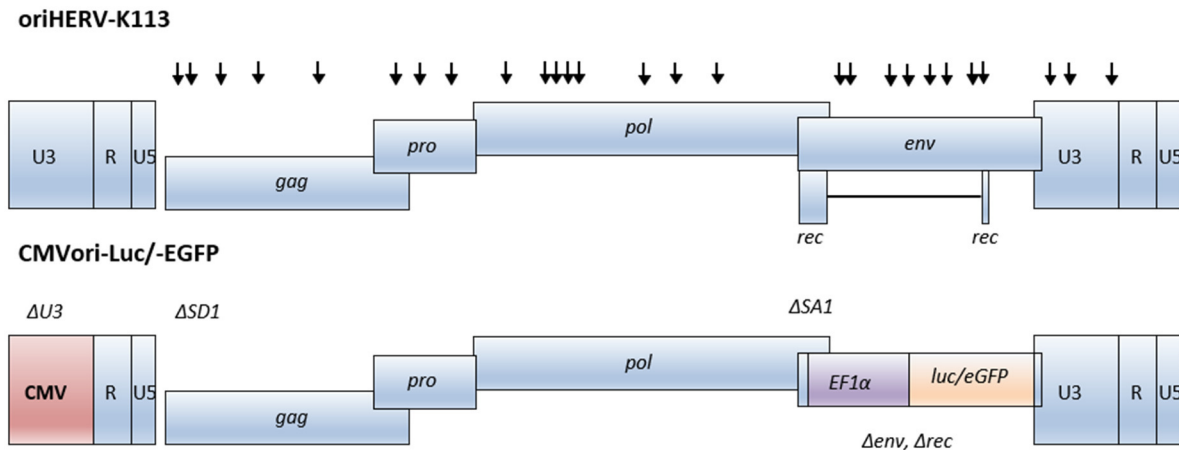 oriHERV-K113
U3 R U5 gag pro pol env U3 R U5
rec rec
CMVori-Luc/-EGFP
ΔU3 ΔSD1 ΔSA1
CMV R U5 gag pro pol EF1α luc/eGFP U3 R U5
Δenv, Δrec